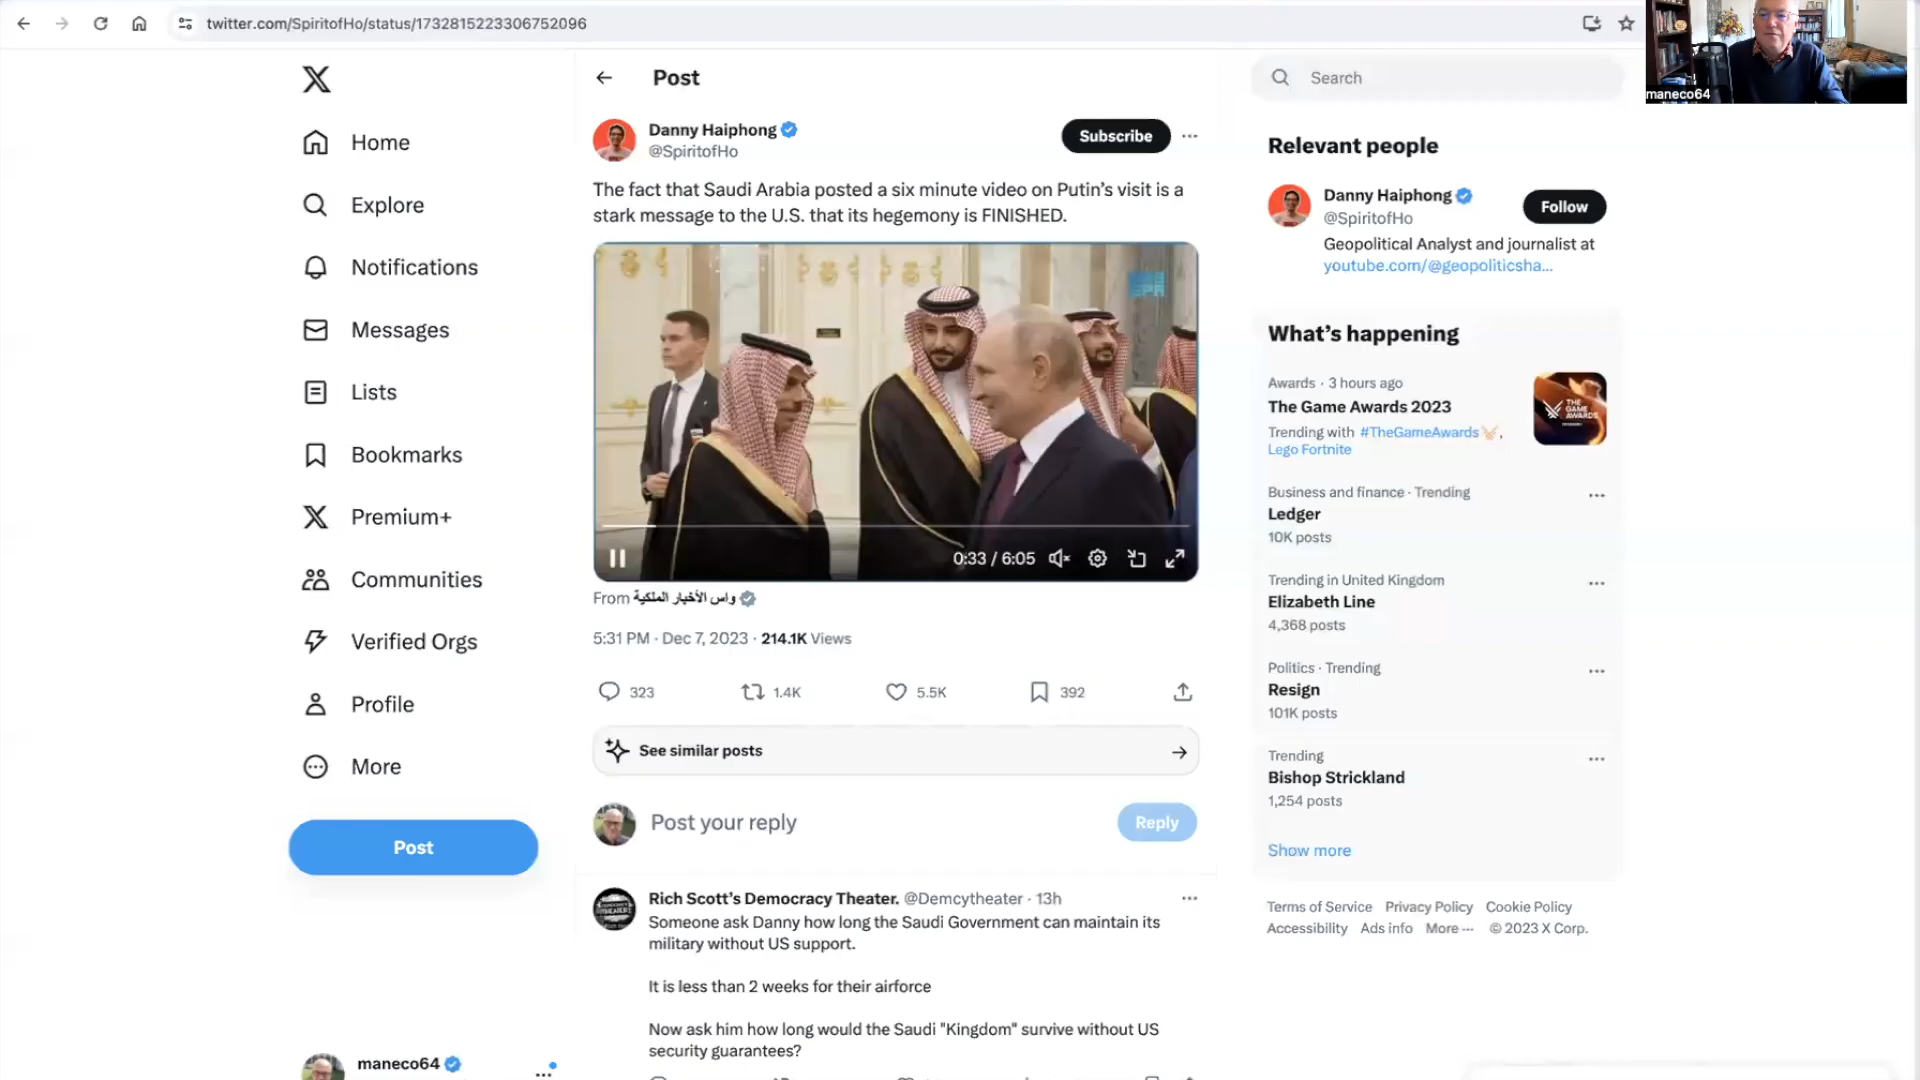 twitter.com/SpiritofHo/status/1732815223306752096
maneco64
Home
Explore
Notifications
Messages
Lists
Bookmarks
Premium+
Communities
Verified Orgs
Profile
More
Post
maneco64
Post
Danny Haiphong
@SpiritofHo
Subscribe
The fact that Saudi Arabia posted a six minute video on Putin’s visit is a
stark message to the U.S. that its hegemony is FINISHED.
0:33 / 6:05
From واس الأخبار الملكية
5:31 PM · Dec 7, 2023 · 214.1K Views
323 1.4K 5.5K 392
See similar posts
Post your reply
Reply
Rich Scott’s Democracy Theater. @Demcytheater · 13h
Someone ask Danny how long the Saudi Government can maintain its
military without US support.
It is less than 2 weeks for their airforce
Now ask him how long would the Saudi "Kingdom" survive without US
security guarantees?
Search
Relevant people
Danny Haiphong
@SpiritofHo
Follow
Geopolitical Analyst and journalist at
youtube.com/@geopoliticsha...
What’s happening
Awards · 3 hours ago
The Game Awards 2023
Trending with #TheGameAwards ,
Lego Fortnite
THE
GAME
AWARDS
Business and finance · Trending
Ledger
10K posts
Trending in United Kingdom
Elizabeth Line
4,368 posts
Politics · Trending
Resign
101K posts
Trending
Bishop Strickland
1,254 posts
Show more
Terms of Service Privacy Policy Cookie Policy
Accessibility Ads info More ··· © 2023 X Corp.